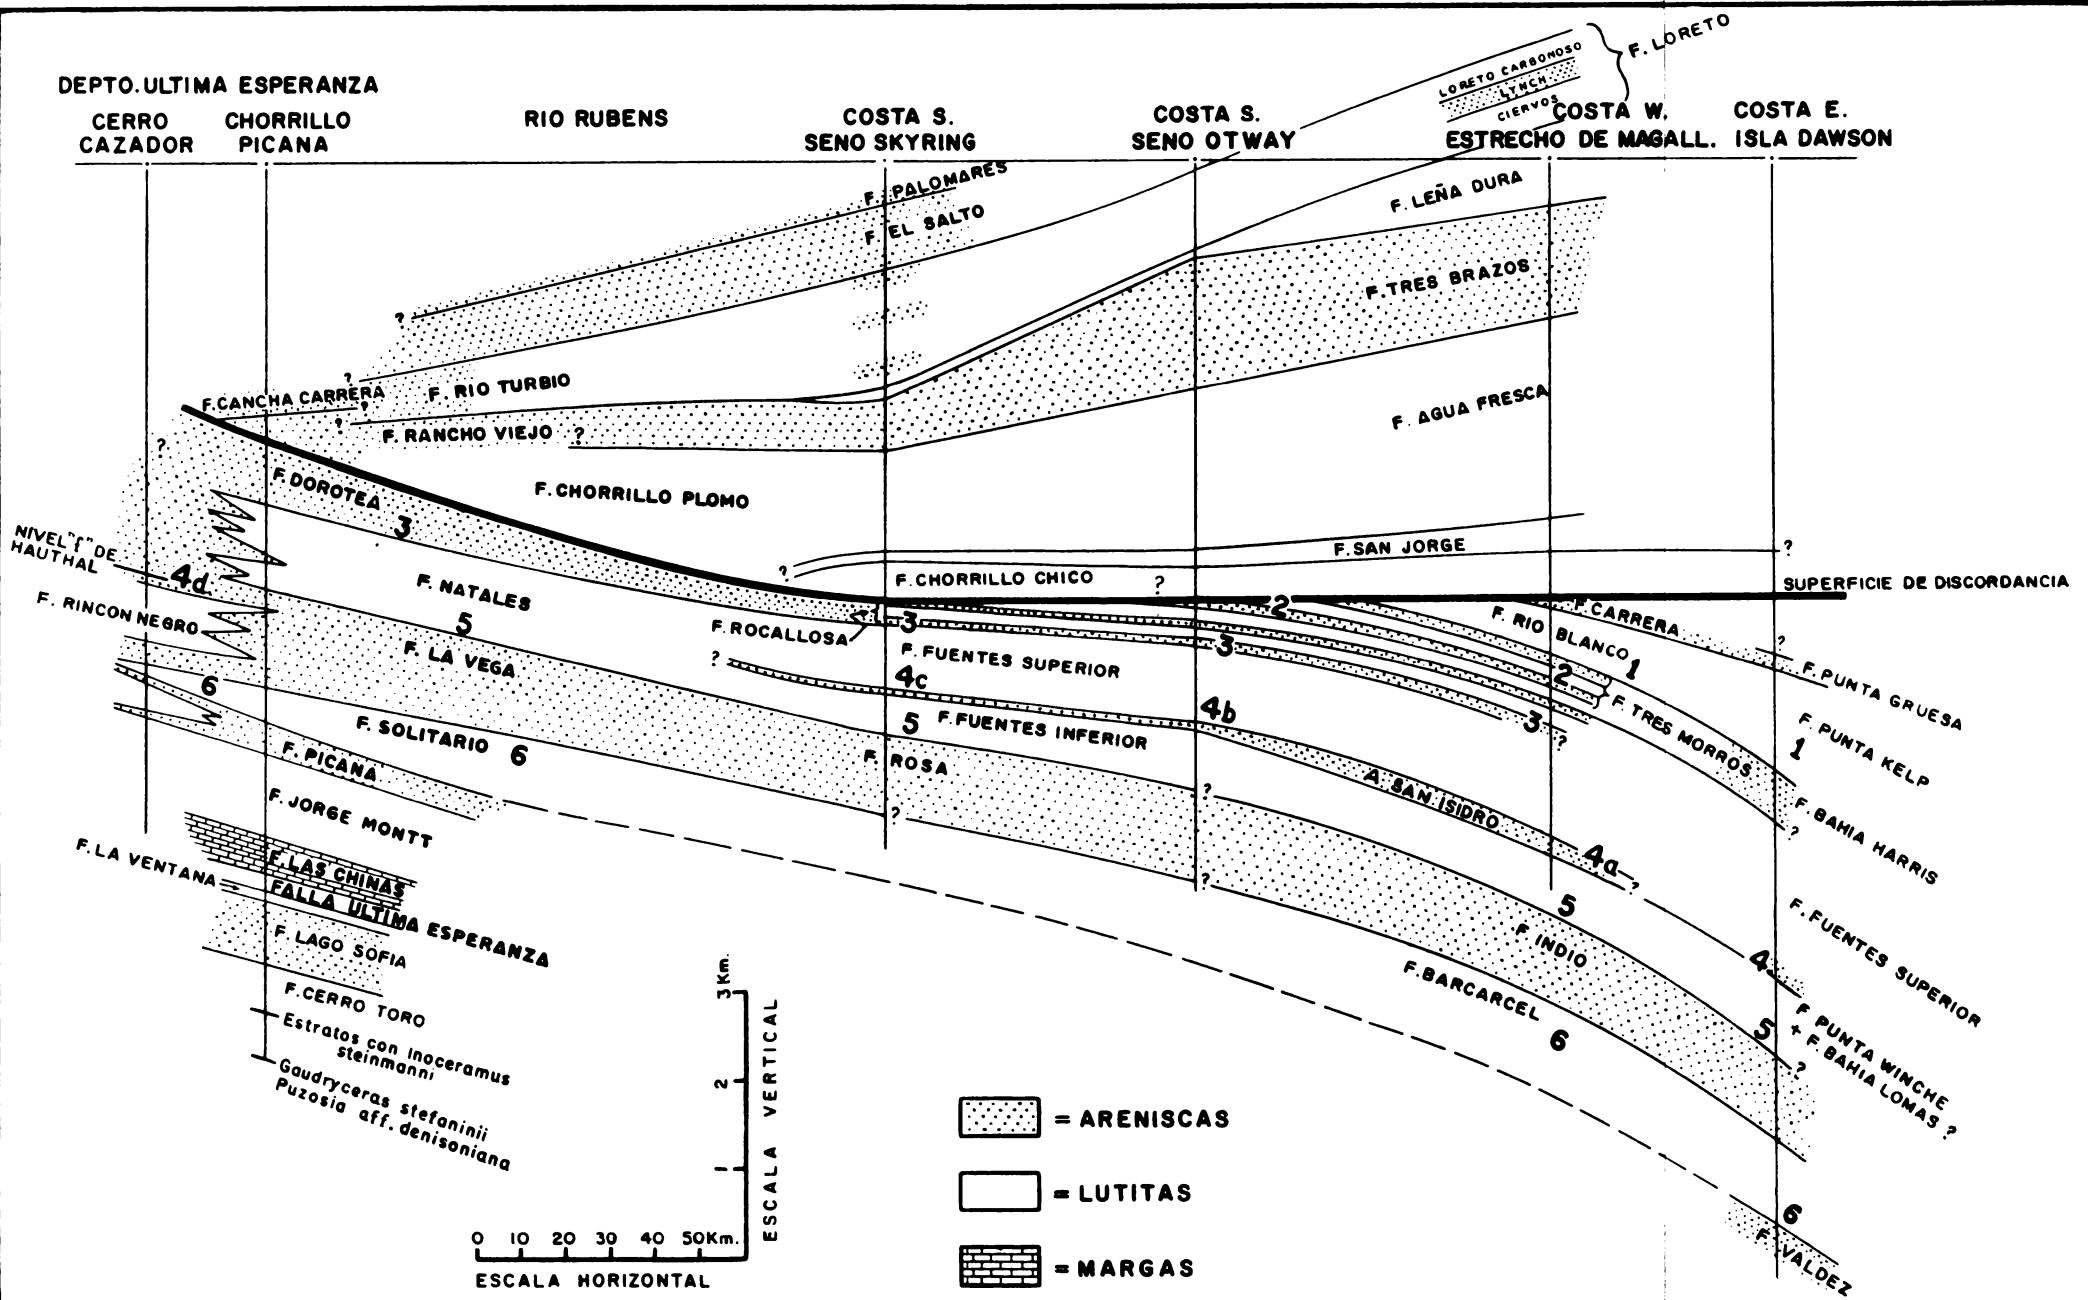 F. LORETO
LORETO CARBONOSO
LYNCH
CIERVOS
DEPTO. ULTIMA ESPERANZA
CERRO
CAZADOR
CHORRILLO
PICANA
RIO RUBENS
COSTA S.
SENO SKYRING
COSTA S.
SENO OTWAY
COSTA W.
ESTRECHO DE MAGALL.
COSTA E.
ISLA DAWSON
F. PALOMARES
F. EL SALTO
F. LEÑA DURA
F. TRES BRAZOS
?
?
F. CANCHA CARRERA
?
F. RIO TURBIO
?
F. RANCHO VIEJO ?
F. AGUA FRESCA
?
F. DOROTEA
3
F. CHORRILLO PLOMO
NIVEL "f" DE
HAUTHAL
4d
F. SAN JORGE
?
?
F. CHORRILLO CHICO
?
SUPERFICIE DE DISCORDANCIA
F. RINCON NEGRO
F. NATALES
5
F. LA VEGA
F. ROCALLOSA
3
2
3
F. CARRERA
F. RIO BLANCO
1
?
F. PUNTA GRUESA
?
F. FUENTES SUPERIOR
4c
2
F. TRES MORROS
3
?
F. PUNTA KELP
1
6
F. SOLITARIO 6
5
F. FUENTES INFERIOR
4b
F. PICANA
F. ROSA
?
?
A. SAN ISIDRO
F. BAHIA HARRIS
?
F. JORGE MONTT
F. LA VENTANA
F. LAS CHINAS
FALLA ULTIMA ESPERANZA
4a
?
?
5
F. INDIO
F. FUENTES SUPERIOR
F. LAGO SOFIA
4
F. BARCARCEL 6
F. CERRO TORO
5
?
F. PUNTA WINCHE
+ F. BAHIA LOMAS ?
Estratos con Inoceramus
steinmanni
Gaudryceras stefaninii
Puzosia aff. denisoniana
6
F. VALDEZ
3 Km.
2
1
ESCALA VERTICAL
0 10 20 30 40 50 Km.
ESCALA HORIZONTAL
= ARENISCAS
= LUTITAS
= MARGAS